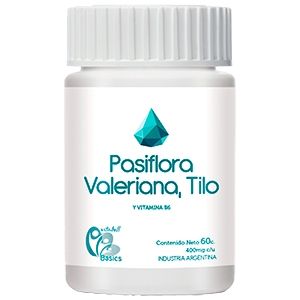 Pasiflora
Valeriana, Tilo
Y VITAMINA B6
Contenido Neto 60c.
400mg c/u
INDUSTRIA ARGENTINA
Basics